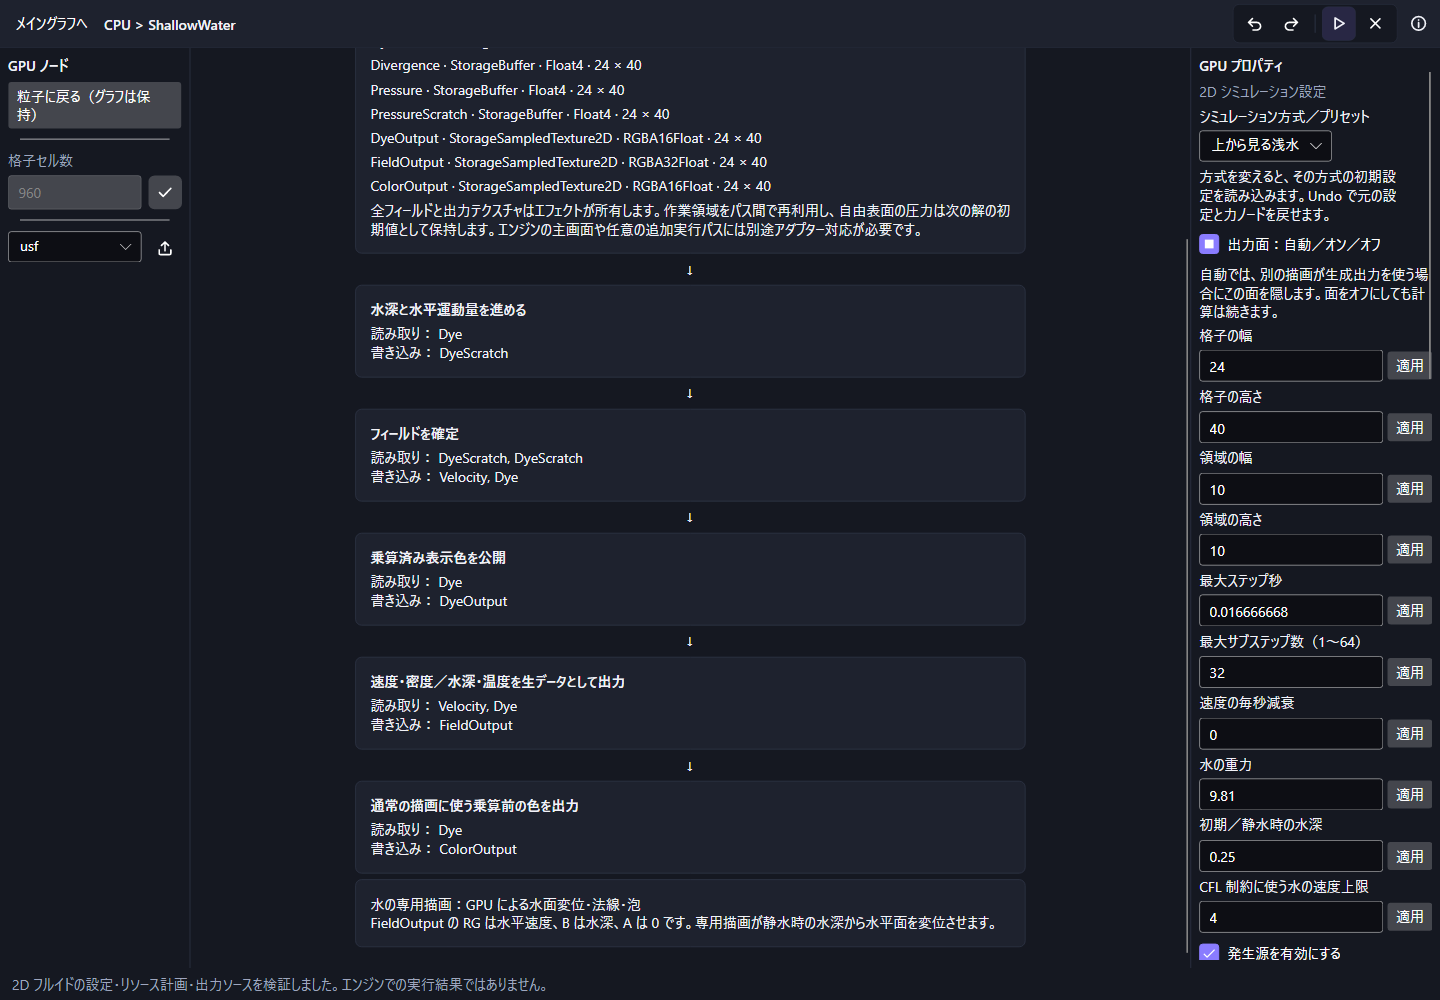 メイングラフへ
CPU > ShallowWater
GPU ノード
粒子に戻る（グラフは保
持）
格子セル数
960
usf
Divergence · StorageBuffer · Float4 · 24 × 40
Pressure · StorageBuffer · Float4 · 24 × 40
PressureScratch · StorageBuffer · Float4 · 24 × 40
DyeOutput · StorageSampledTexture2D · RGBA16Float · 24 × 40
FieldOutput · StorageSampledTexture2D · RGBA32Float · 24 × 40
ColorOutput · StorageSampledTexture2D · RGBA16Float · 24 × 40
全フィールドと出力テクスチャはエフェクトが所有します。作業領域をパス間で再利用し、自由表面の圧力は次の解の初
期値として保持します。エンジンの主画面や任意の追加実行パスには別途アダプター対応が必要です。
↓
水深と水平運動量を進める
読み取り： Dye
書き込み： DyeScratch
↓
フィールドを確定
読み取り： DyeScratch, DyeScratch
書き込み： Velocity, Dye
↓
乗算済み表示色を公開
読み取り： Dye
書き込み： DyeOutput
↓
速度・密度／水深・温度を生データとして出力
読み取り： Velocity, Dye
書き込み： FieldOutput
↓
通常の描画に使う乗算前の色を出力
読み取り： Dye
書き込み： ColorOutput
水の専用描画：GPU による水面変位・法線・泡
FieldOutput の RG は水平速度、B は水深、A は 0 です。専用描画が静水時の水深から水平面を変位させます。
GPU プロパティ
2D シミュレーション設定
シミュレーション方式／プリセット
上から見る浅水
方式を変えると、その方式の初期設
定を読み込みます。Undo で元の設
定と力ノードを戻せます。
出力面：自動／オン／オフ
自動では、別の描画が生成出力を使う場
合にこの面を隠します。面をオフにしても計
算は続きます。
格子の幅
24 適用
格子の高さ
40 適用
領域の幅
10 適用
領域の高さ
10 適用
最大ステップ秒
0.016666668 適用
最大サブステップ数（1～64）
32 適用
速度の毎秒減衰
0 適用
水の重力
9.81 適用
初期／静水時の水深
0.25 適用
CFL 制約に使う水の速度上限
4 適用
発生源を有効にする
2D フルイドの設定・リソース計画・出力ソースを検証しました。エンジンでの実行結果ではありません。